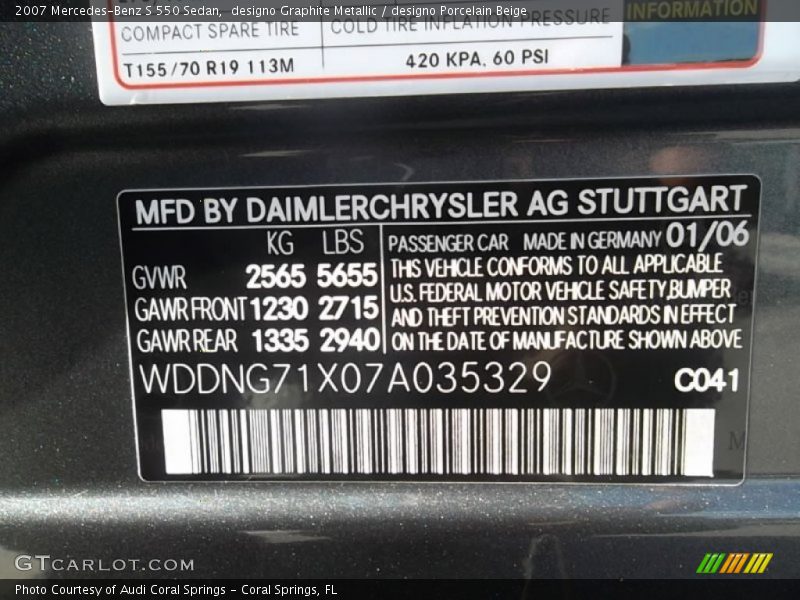 2007 Mercedes-Benz S 550 Sedan,  designo Graphite Metallic / designo Porcelain Beige
COMPACT SPARE TIRE COLD TIRE INFLATION PRESSURE
INFORMATION
T155/70 R19 113M 420 KPA, 60 PSI
MFD BY DAIMLERCHRYSLER AG STUTTGART
KG LBS PASSENGER CAR MADE IN GERMANY 01/06
GVWR 2565 5655 THIS VEHICLE CONFORMS TO ALL APPLICABLE
U.S. FEDERAL MOTOR VEHICLE SAFETY,BUMPER
GAWR FRONT 1230 2715 AND THEFT PREVENTION STANDARDS IN EFFECT
GAWR REAR 1335 2940 ON THE DATE OF MANUFACTURE SHOWN ABOVE
WDDNG71X07A035329 C041
GTCARLOT.COM
Photo Courtesy of Audi Coral Springs – Coral Springs, FL